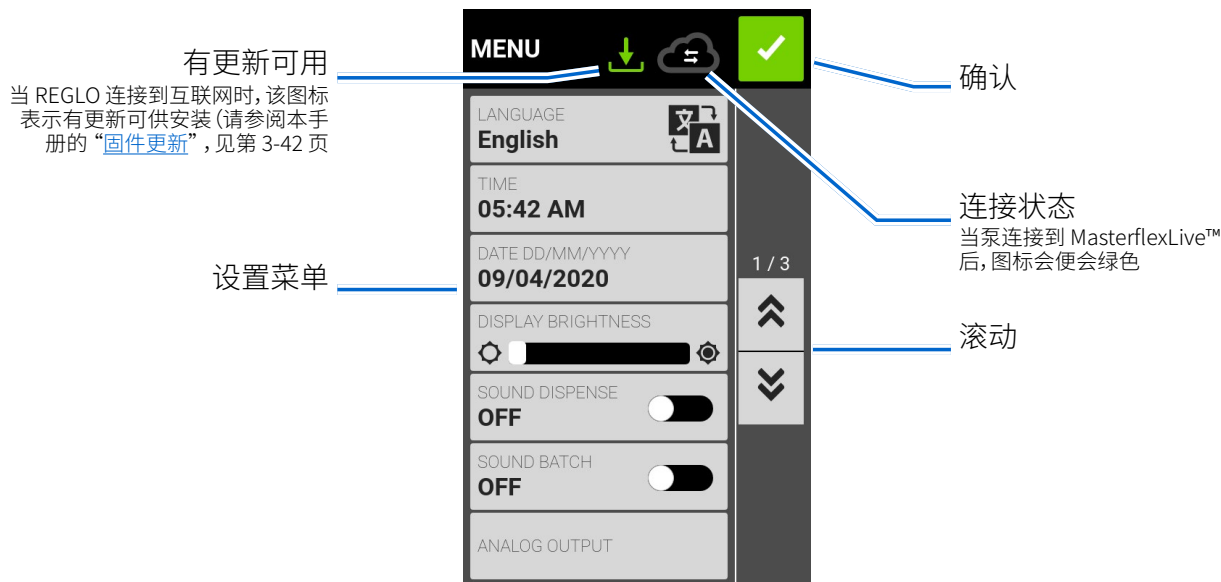 有更新可用
当 REGLO 连接到互联网时，该图标
表示有更新可供安装（请参阅本手
册的“固件更新”，见第 3-42 页
设置菜单
MENU
LANGUAGE
English
文
A
TIME
05:42 AM
DATE DD/MM/YYYY
09/04/2020
DISPLAY BRIGHTNESS
SOUND DISPENSE
OFF
SOUND BATCH
OFF
ANALOG OUTPUT
1 / 3
确认
连接状态
当泵连接到 MasterflexLive™
后，图标会便会绿色
滚动